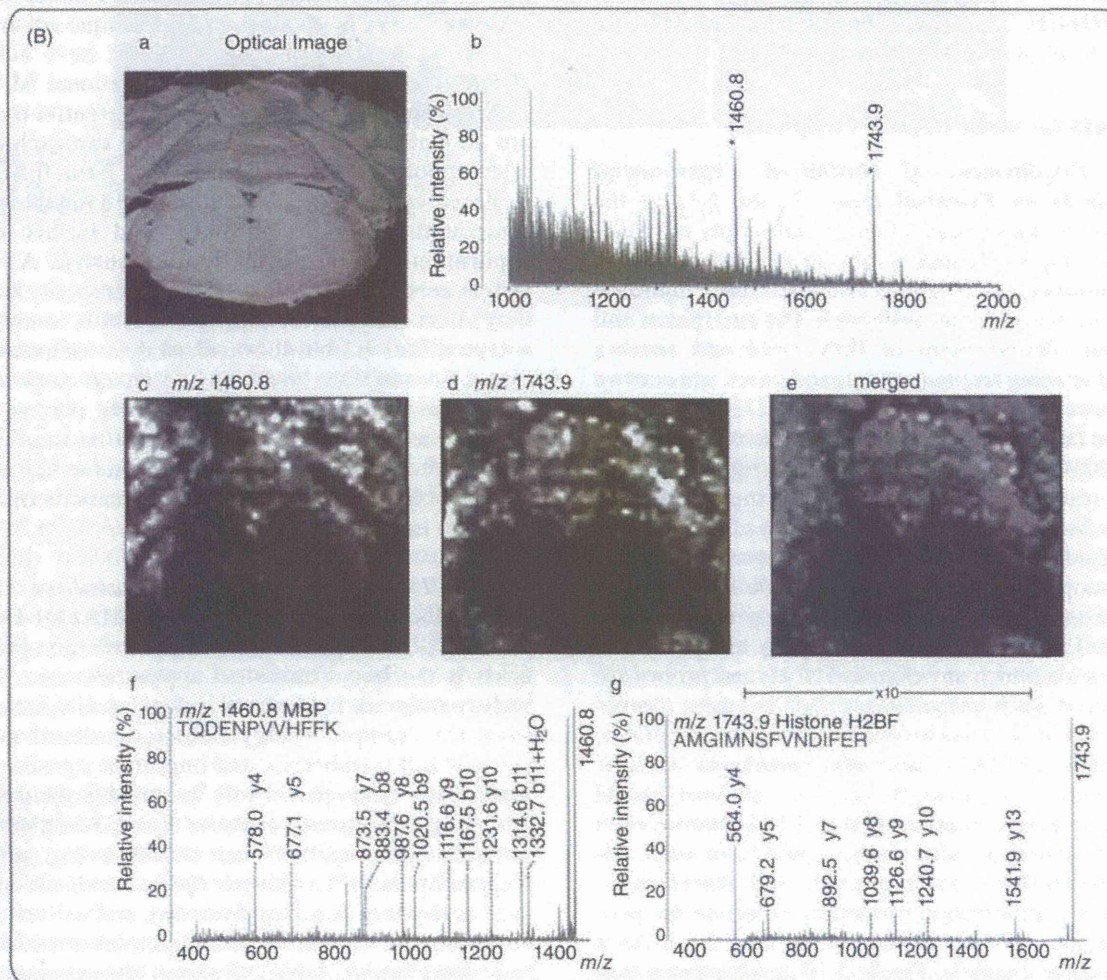 (B)
a Optical Image
b
Relative intensity (%)
100
80
60
40
20
0
* 1460.8
1743.9
1000 1200 1400 1600 1800 2000
m/z
c m/z 1460.8
d m/z 1743.9
e merged
f
m/z 1460.8 MBP
TQDENPVVHFFK
Relative intensity (%)
100
80
60
40
20
0
578.0 y4
677.1 y5
873.5 y7
883.4 b8
987.6 y8
1020.5 b9
1116.6 y9
1167.5 b10
1231.6 y10
1314.6 b11
1332.7 b11+H2O
1460.8
400 600 800 1000 1200 1400 m/z
g
x10
m/z 1743.9 Histone H2BF
AMGIMNSFVNDIFER
Relative intensity (%)
100
80
60
40
20
0
564.0 y4
679.2 y5
892.5 y7
1039.6 y8
1126.6 y9
1240.7 y10
1541.9 y13
1743.9
400 600 800 1000 1200 1400 1600 m/z